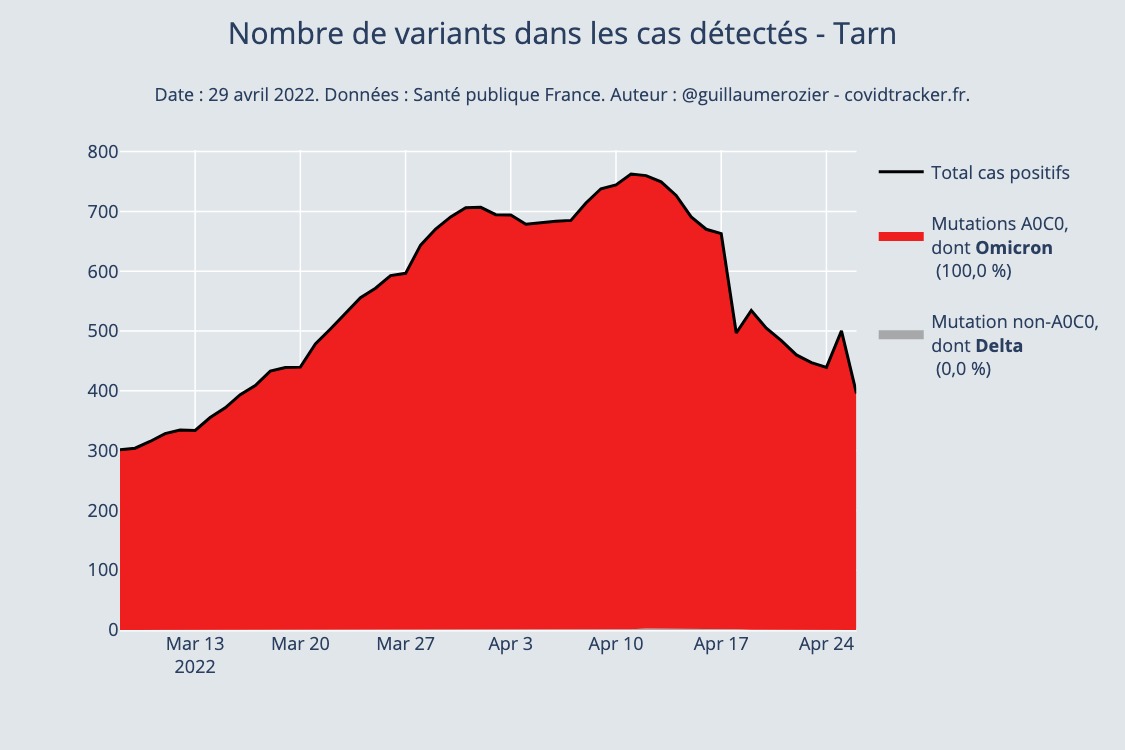 Nombre de variants dans les cas détectés - Tarn
Date : 29 avril 2022. Données : Santé publique France. Auteur : @guillaumerozier - covidtracker.fr.
800
700
600
500
400
300
200
100
0
Mar 13
2022
Mar 20
Mar 27
Apr 3
Apr 10
Apr 17
Apr 24
Total cas positifs
Mutations A0C0,
dont Omicron
(100,0 %)
Mutation non-A0C0,
dont Delta
(0,0 %)